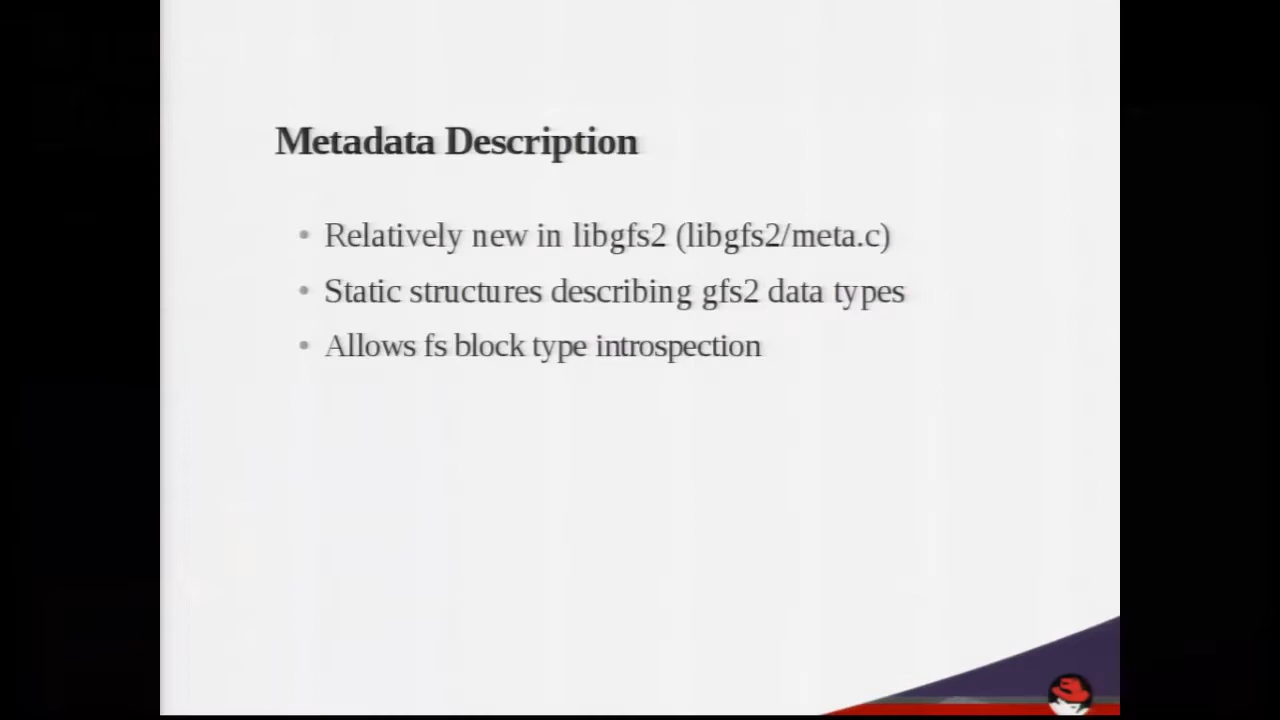 Metadata Description
• Relatively new in libgfs2 (libgfs2/meta.c)
• Static structures describing gfs2 data types
• Allows fs block type introspection